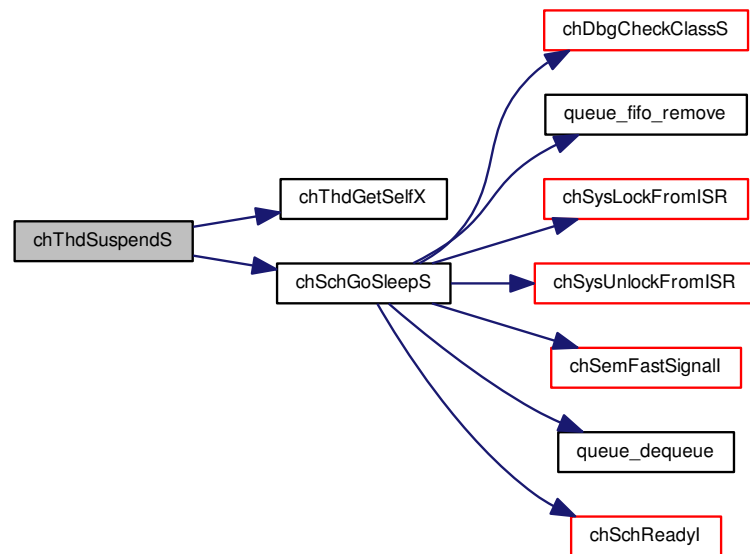 chThdSuspendS
chThdGetSelfX
chSchGoSleepS
chDbgCheckClassS
queue_fifo_remove
chSysLockFromISR
chSysUnlockFromISR
chSemFastSignalI
queue_dequeue
chSchReadyI